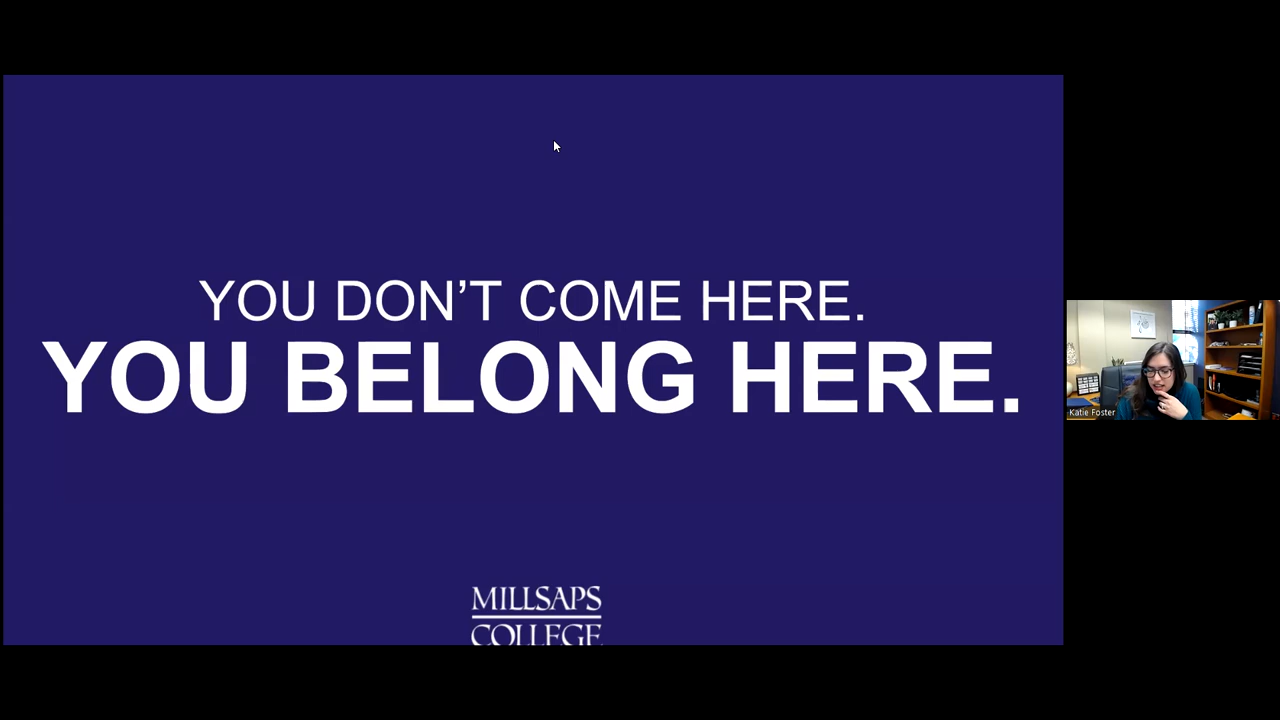 YOU DON'T COME HERE.
YOU BELONG HERE.
MILLSAPS
COLLEGE
Katie Foster